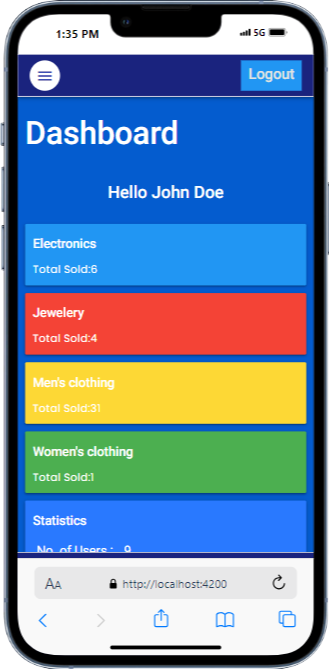 1:35 PM
5G
Logout
Dashboard
Hello John Doe
Electronics
Total Sold:6
Jewelery
Total Sold:4
Men's clothing
Total Sold:31
Women's clothing
Total Sold:1
Statistics
No. of Users : 9
AA
http://localhost:4200